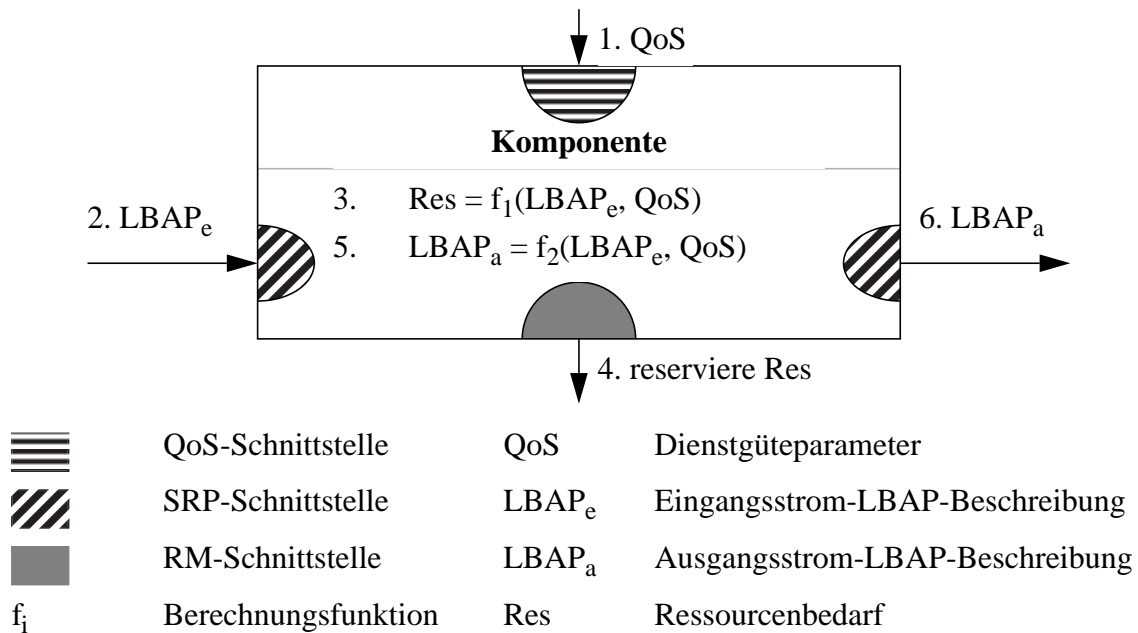 1. QoS
Komponente
3. Res = f₁(LBAPₑ, QoS)
2. LBAPₑ
5. LBAPₐ = f₂(LBAPₑ, QoS)
6. LBAPₐ
4. reserviere Res
QoS-Schnittstelle QoS Dienstgüteparameter
SRP-Schnittstelle LBAPₑ Eingangsstrom-LBAP-Beschreibung
RM-Schnittstelle LBAPₐ Ausgangsstrom-LBAP-Beschreibung
fᵢ Berechnungsfunktion Res Ressourcenbedarf